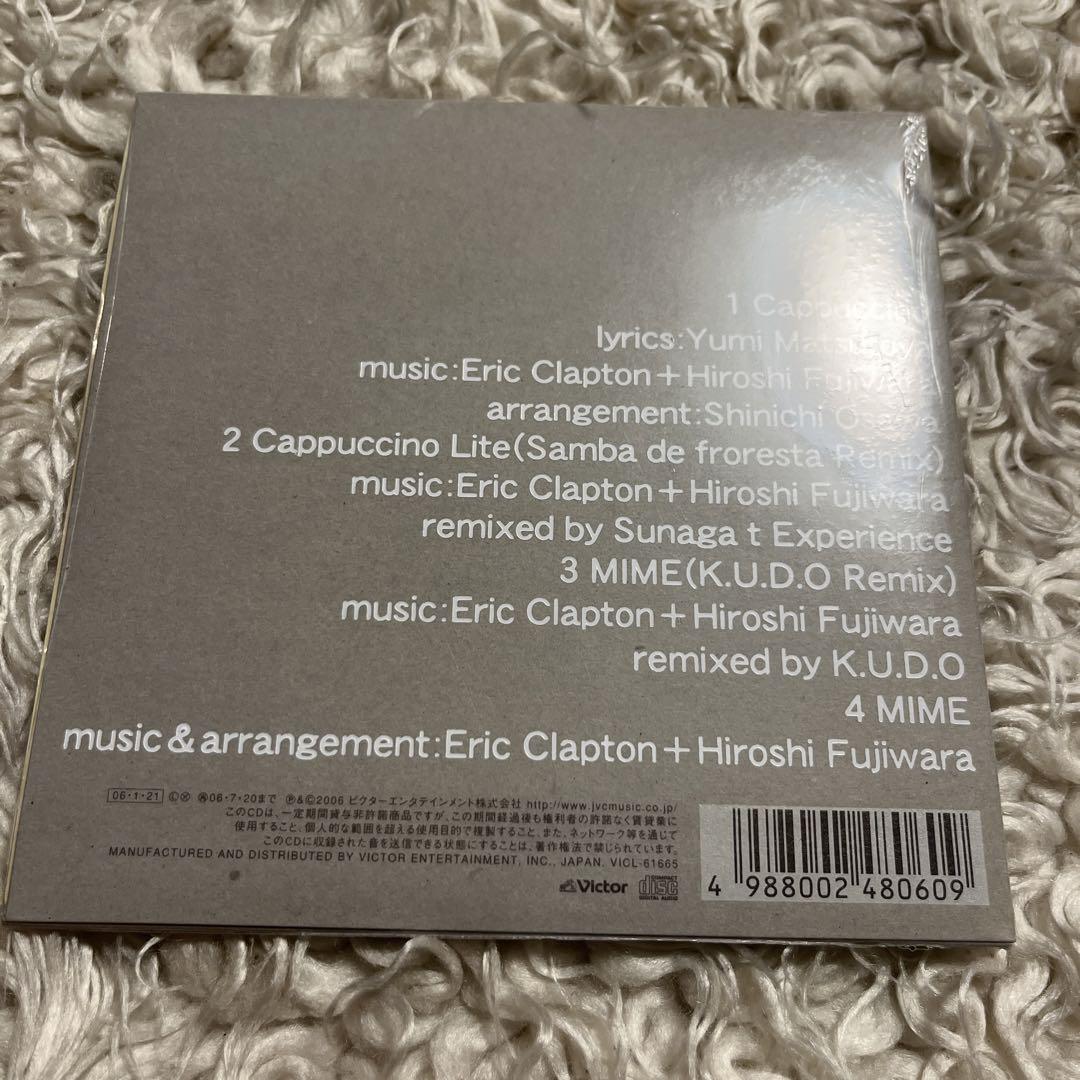 1 Cappuccino
lyrics:Yumi Matsutoya
music:Eric Clapton+Hiroshi Fujiwara
arrangement:Shinichi Osawa
2 Cappuccino Lite(Samba de froresta Remix)
music:Eric Clapton+Hiroshi Fujiwara
remixed by Sunaga t Experience
3 MIME(K.U.D.O Remix)
music:Eric Clapton+Hiroshi Fujiwara
remixed by K.U.D.O
4 MIME
music&arrangement:Eric Clapton+Hiroshi Fujiwara
06・1・21 06・7・20まで ℗&©2006 ビクターエンタテインメント株式会社 http://www.jvcmusic.co.jp/
このCDは、一定期間貸与非許諾商品ですが、この期間経過後も権利者の許諾なく賃貸業に
使用すること、個人的な範囲を超える使用目的で複製すること、また、ネットワーク等を通じて
このCDに収録された音を送信できる状態にすることは、著作権法で禁じられています。
MANUFACTURED AND DISTRIBUTED BY VICTOR ENTERTAINMENT, INC., JAPAN. VICL-61665
Victor COMPACT disc DIGITAL AUDIO
4 988002 480609